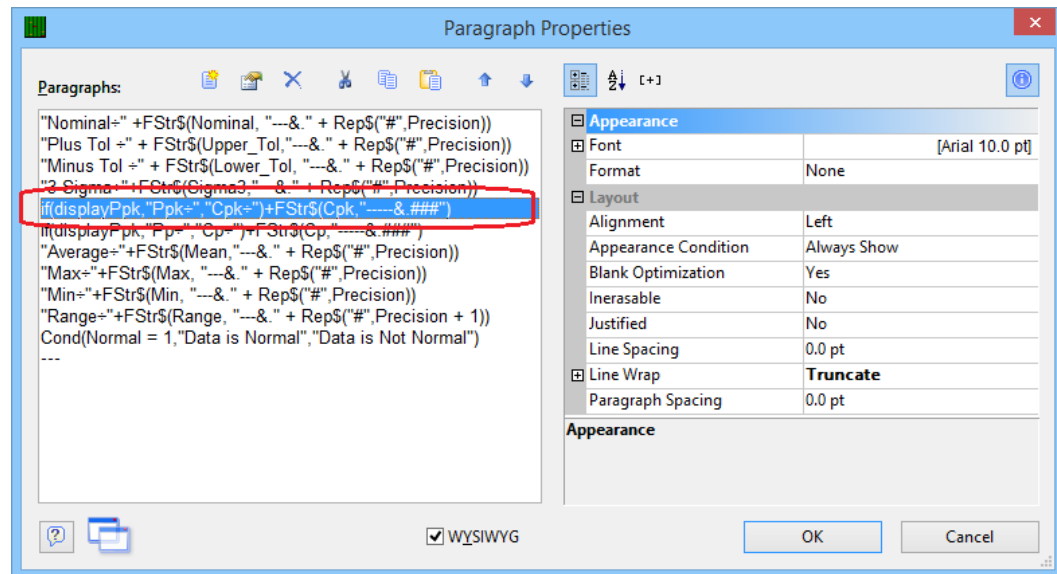 Paragraph Properties
Paragraphs:
[+]
"Nominal÷" +FStr$(Nominal, "---&." + Rep$("#",Precision))
"Plus Tol ÷" + FStr$(Upper_Tol,"---&." + Rep$("#",Precision))
"Minus Tol ÷" + FStr$(Lower_Tol, "---&." + Rep$("#",Precision))
"3 Sigma÷"+FStr$(Sigma3,"---&." + Rep$("#",Precision))
if(displayPpk,"Ppk÷","Cpk÷")+FStr$(Cpk,"-----&.###")
if(displayPpk,"Pp÷","Cp÷")+FStr$(Cp,"-----&.###")
"Average÷"+FStr$(Mean,"---&." + Rep$("#",Precision))
"Max÷"+FStr$(Max, "---&." + Rep$("#",Precision))
"Min÷"+FStr$(Min, "---&." + Rep$("#",Precision))
"Range÷"+FStr$(Range, "---&." + Rep$("#",Precision + 1))
Cond(Normal = 1,"Data is Normal","Data is Not Normal")
---
Appearance
Font [Arial 10.0 pt]
Format None
Layout
Alignment Left
Appearance Condition Always Show
Blank Optimization Yes
Inerasable No
Justified No
Line Spacing 0.0 pt
Line Wrap Truncate
Paragraph Spacing 0.0 pt
Appearance
WYSIWYG
OK
Cancel